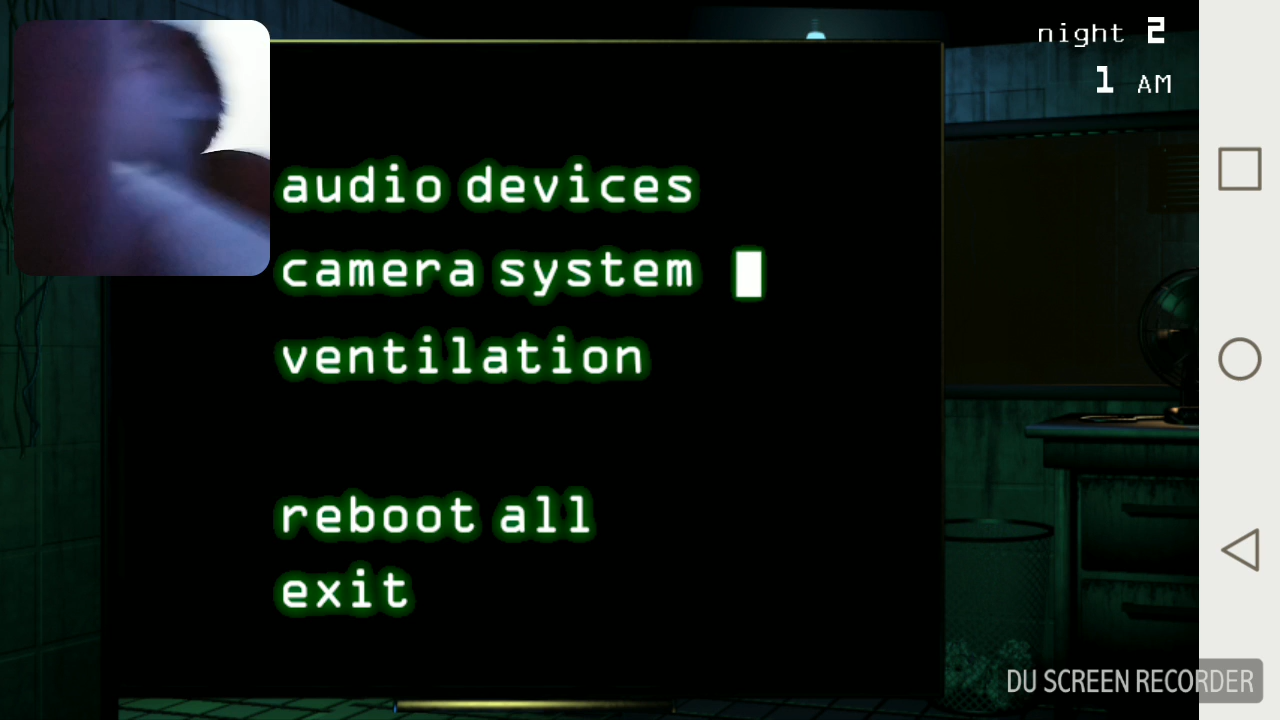 night 2
1 AM
audio devices
camera system
ventilation
reboot all
exit
DU SCREEN RECORDER